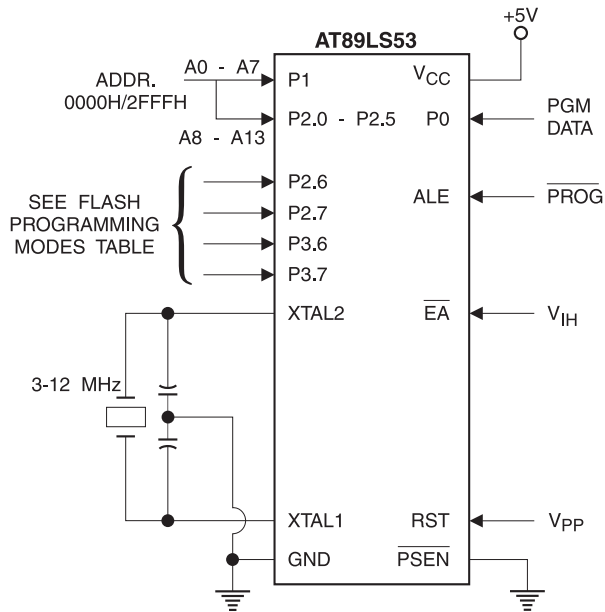 +5V
AT89LS53
A0 - A7
ADDR.
0000H/2FFFH
P1
VCC
P2.0 - P2.5
P0
PGM
DATA
A8 - A13
SEE FLASH
PROGRAMMING
MODES TABLE
P2.6
P2.7
P3.6
P3.7
ALE
PROG
XTAL2
EA
VIH
3-12 MHz
XTAL1
RST
VPP
GND
PSEN